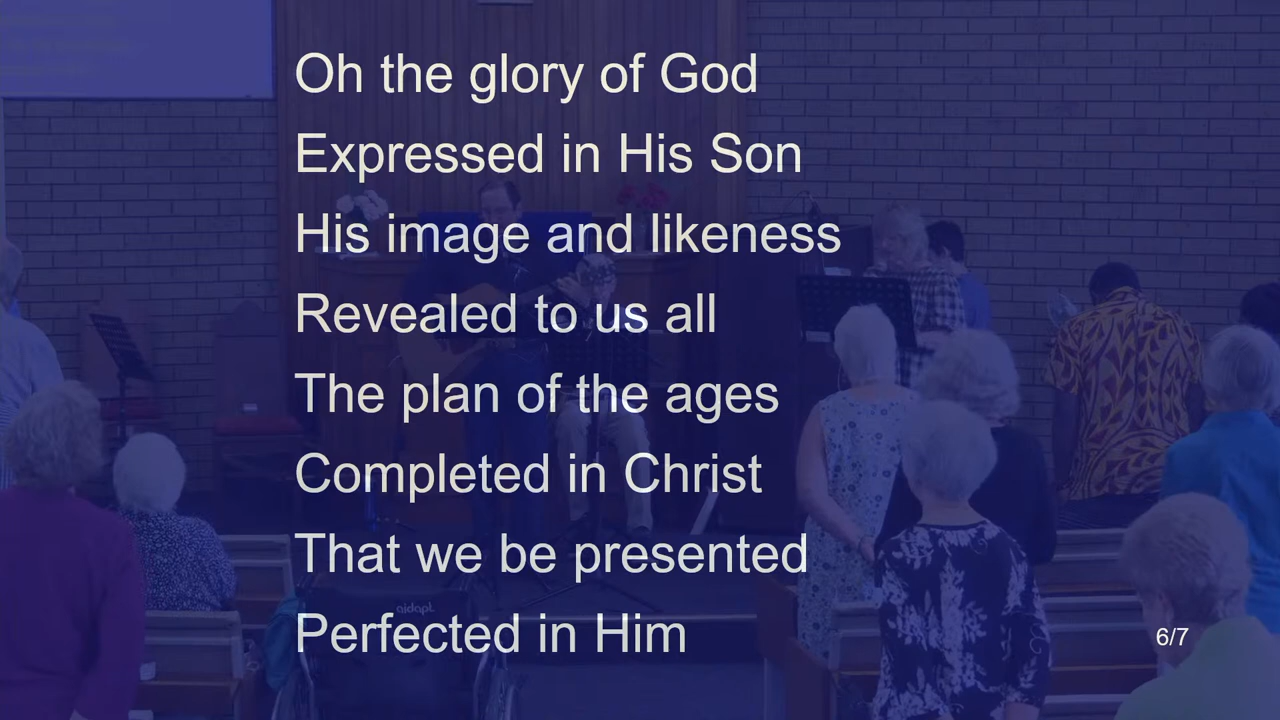 Oh the glory of God
Expressed in His Son
His image and likeness
Revealed to us all
The plan of the ages
Completed in Christ
That we be presented
Perfected in Him
ajdapt.
6/7